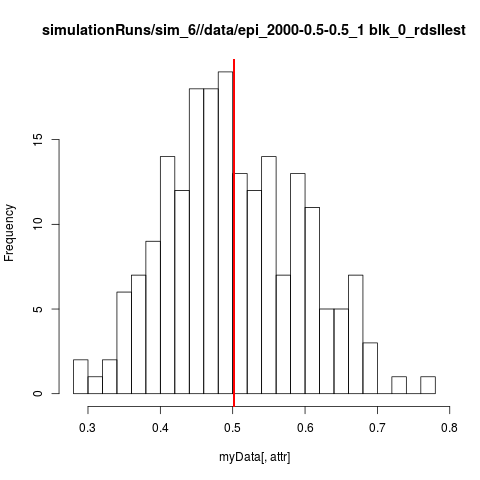 simulationRuns/sim_6//data/epi_2000-0.5-0.5_1 blk_0_rdsllest
Frequency
15
10
5
0
0.3 0.4 0.5 0.6 0.7 0.8
myData[, attr]